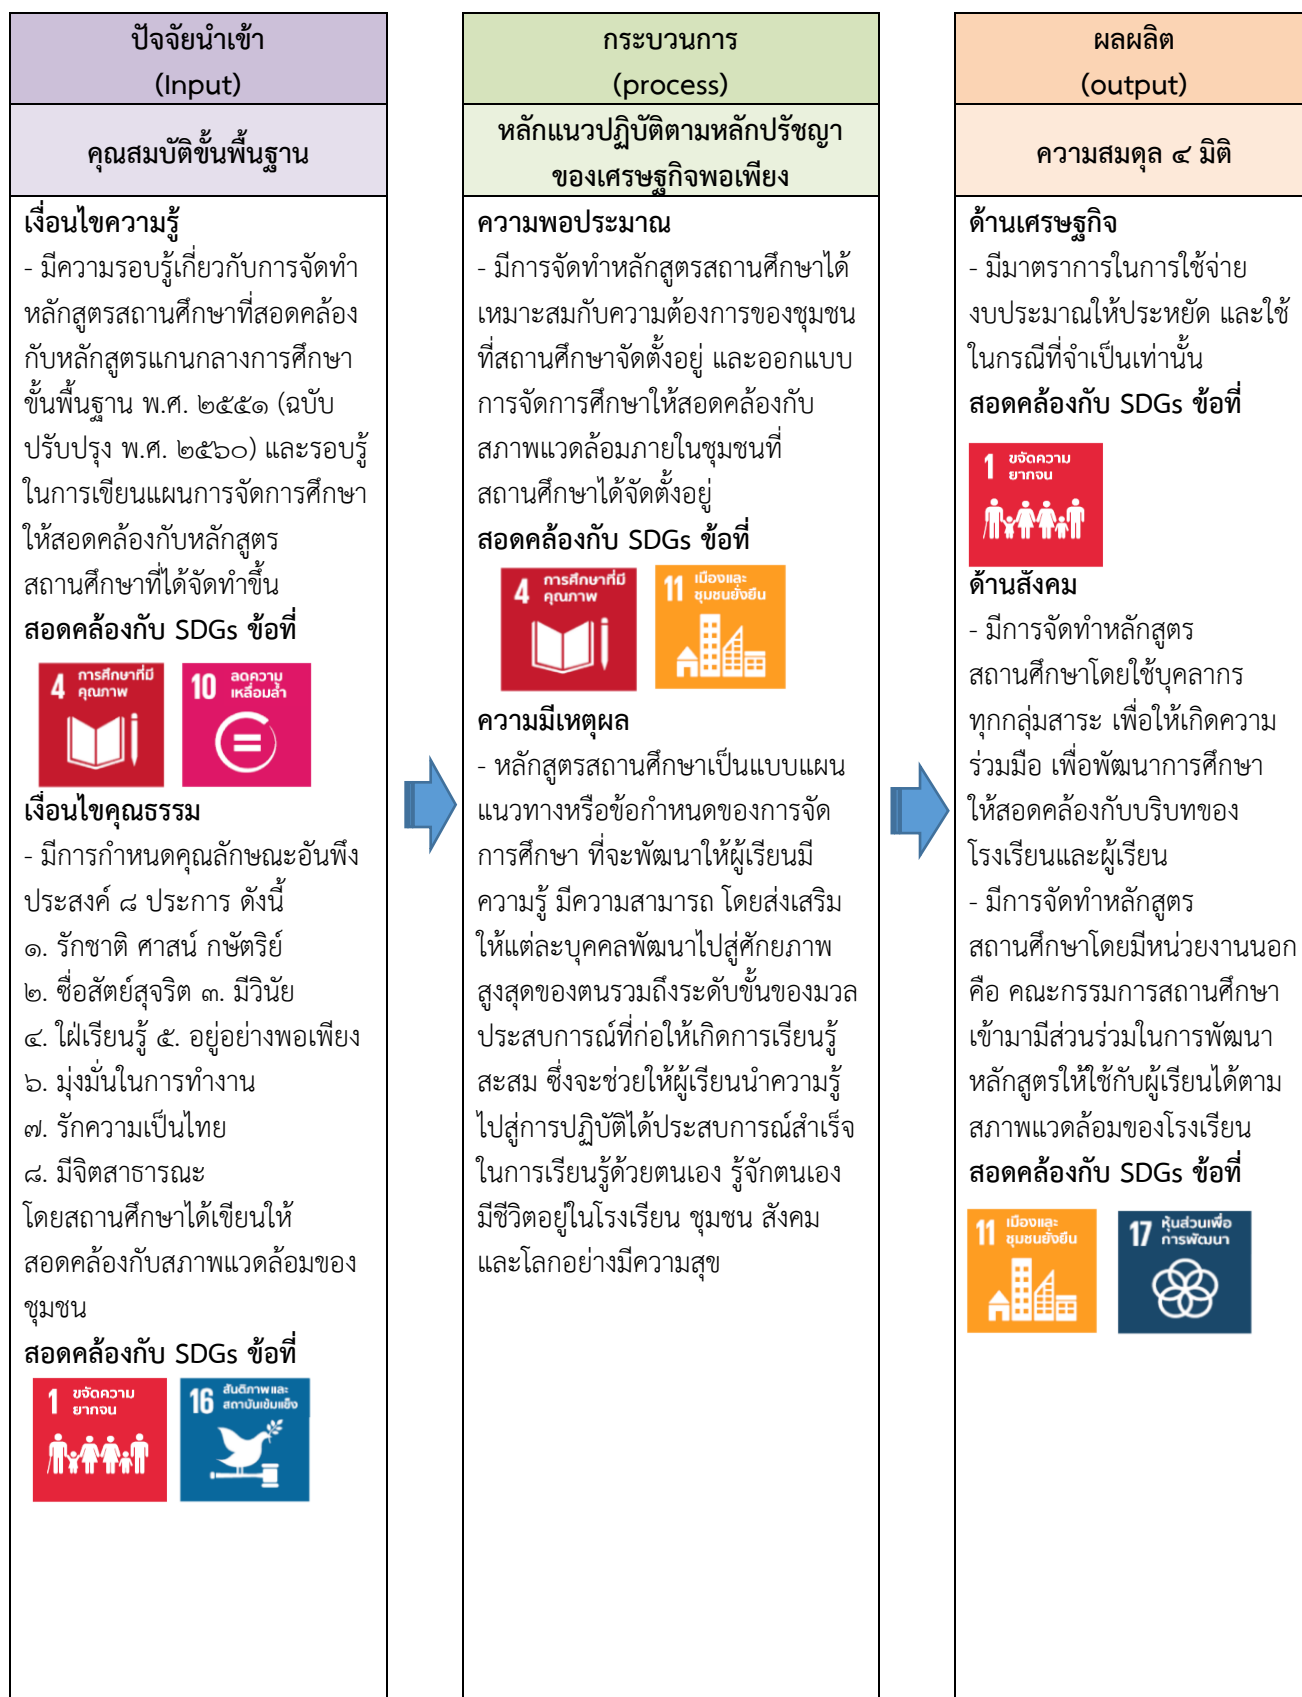 ปัจจัยนำเข้า
(Input)
คุณสมบัติขั้นพื้นฐาน
เงื่อนไขความรู้
- มีความรอบรู้เกี่ยวกับการจัดทำ
หลักสูตรสถานศึกษาที่สอดคล้อง
กับหลักสูตรแกนกลางการศึกษา
ขั้นพื้นฐาน พ.ศ. ๒๕๕๑ (ฉบับ
ปรับปรุง พ.ศ. ๒๕๖๐) และรอบรู้
ในการเขียนแผนการจัดการศึกษา
ให้สอดคล้องกับหลักสูตร
สถานศึกษาที่ได้จัดทำขึ้น
สอดคล้องกับ SDGs ข้อที่
4 การศึกษาที่มี
คุณภาพ
10 ลดความ
เหลื่อมล้ำ
เงื่อนไขคุณธรรม
- มีการกำหนดคุณลักษณะอันพึง
ประสงค์ ๘ ประการ ดังนี้
๑. รักชาติ ศาสน์ กษัตริย์
๒. ซื่อสัตย์สุจริต ๓. มีวินัย
๔. ใฝ่เรียนรู้ ๕. อยู่อย่างพอเพียง
๖. มุ่งมั่นในการทำงาน
๗. รักความเป็นไทย
๘. มีจิตสาธารณะ
โดยสถานศึกษาได้เขียนให้
สอดคล้องกับสภาพแวดล้อมของ
ชุมชน
สอดคล้องกับ SDGs ข้อที่
1 ขจัดความ
ยากจน
16 สันติภาพและ
สถาบันเข้มแข็ง
กระบวนการ
(process)
หลักแนวปฏิบัติตามหลักปรัชญา
ของเศรษฐกิจพอเพียง
ความพอประมาณ
- มีการจัดทำหลักสูตรสถานศึกษาได้
เหมาะสมกับความต้องการของชุมชน
ที่สถานศึกษาจัดตั้งอยู่ และออกแบบ
การจัดการศึกษาให้สอดคล้องกับ
สภาพแวดล้อมภายในชุมชนที่
สถานศึกษาได้จัดตั้งอยู่
สอดคล้องกับ SDGs ข้อที่
4 การศึกษาที่มี
คุณภาพ
11 เมืองและ
ชุมชนยั่งยืน
ความมีเหตุผล
- หลักสูตรสถานศึกษาเป็นแบบแผน
แนวทางหรือข้อกำหนดของการจัด
การศึกษา ที่จะพัฒนาให้ผู้เรียนมี
ความรู้ มีความสามารถ โดยส่งเสริม
ให้แต่ละบุคคลพัฒนาไปสู่ศักยภาพ
สูงสุดของตนรวมถึงระดับขั้นของมวล
ประสบการณ์ที่ก่อให้เกิดการเรียนรู้
สะสม ซึ่งจะช่วยให้ผู้เรียนนำความรู้
ไปสู่การปฏิบัติได้ประสบการณ์สำเร็จ
ในการเรียนรู้ด้วยตนเอง รู้จักตนเอง
มีชีวิตอยู่ในโรงเรียน ชุมชน สังคม
และโลกอย่างมีความสุข
ผลผลิต
(output)
ความสมดุล ๔ มิติ
ด้านเศรษฐกิจ
- มีมาตราการในการใช้จ่าย
งบประมาณให้ประหยัด และใช้
ในกรณีที่จำเป็นเท่านั้น
สอดคล้องกับ SDGs ข้อที่
1 ขจัดความ
ยากจน
ด้านสังคม
- มีการจัดทำหลักสูตร
สถานศึกษาโดยใช้บุคลากร
ทุกกลุ่มสาระ เพื่อให้เกิดความ
ร่วมมือ เพื่อพัฒนาการศึกษา
ให้สอดคล้องกับบริบทของ
โรงเรียนและผู้เรียน
- มีการจัดทำหลักสูตร
สถานศึกษาโดยมีหน่วยงานนอก
คือ คณะกรรมการสถานศึกษา
เข้ามามีส่วนร่วมในการพัฒนา
หลักสูตรให้ใช้กับผู้เรียนได้ตาม
สภาพแวดล้อมของโรงเรียน
สอดคล้องกับ SDGs ข้อที่
11 เมืองและ
ชุมชนยั่งยืน
17 หุ้นส่วนเพื่อ
การพัฒนา